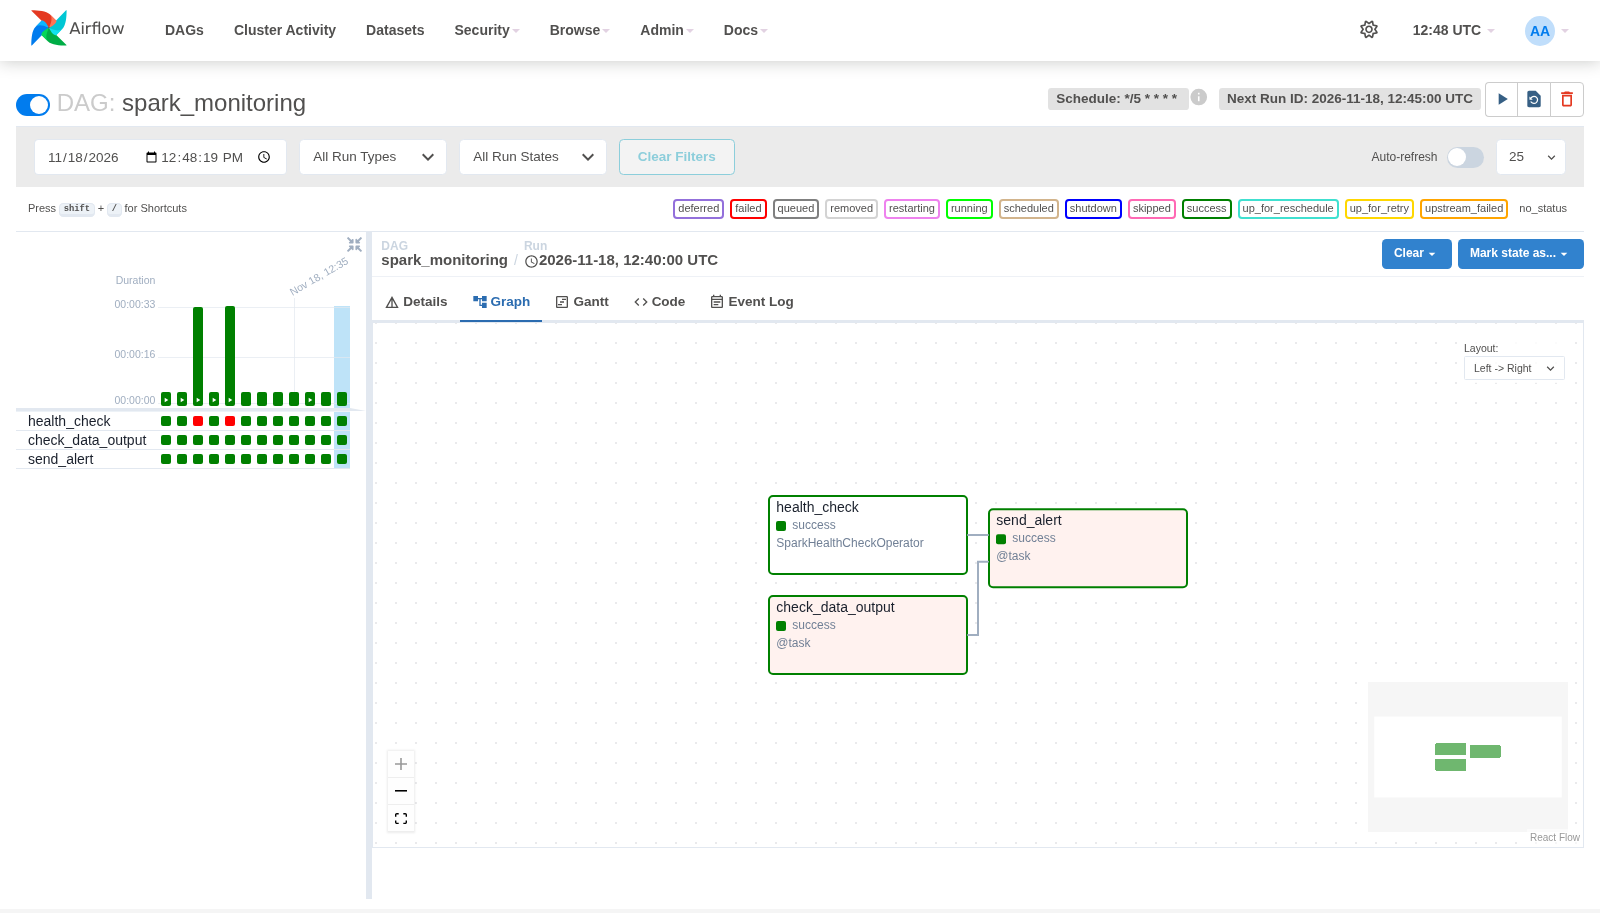 Airflow
DAGs
Cluster Activity
Datasets
Security
Browse
Admin
Docs
12:48 UTC
AA
DAG: spark_monitoring
Schedule: */5 * * * *
Next Run ID: 2026-11-18, 12:45:00 UTC
11/18/2026 12:48:19 PM
All Run Types
All Run States
Clear Filters
Auto-refresh
25
Press shift + / for Shortcuts
deferred
failed
queued
removed
restarting
running
scheduled
shutdown
skipped
success
up_for_reschedule
up_for_retry
upstream_failed
no_status
Nov 18, 12:35
Duration
00:00:33
00:00:16
00:00:00
health_check
check_data_output
send_alert
DAG
spark_monitoring
/
Run
2026-11-18, 12:40:00 UTC
Clear
Mark state as...
Details
Graph
Gantt
Code
Event Log
Layout:
Left -> Right
health_check
success
SparkHealthCheckOperator
send_alert
success
@task
check_data_output
success
@task
React Flow